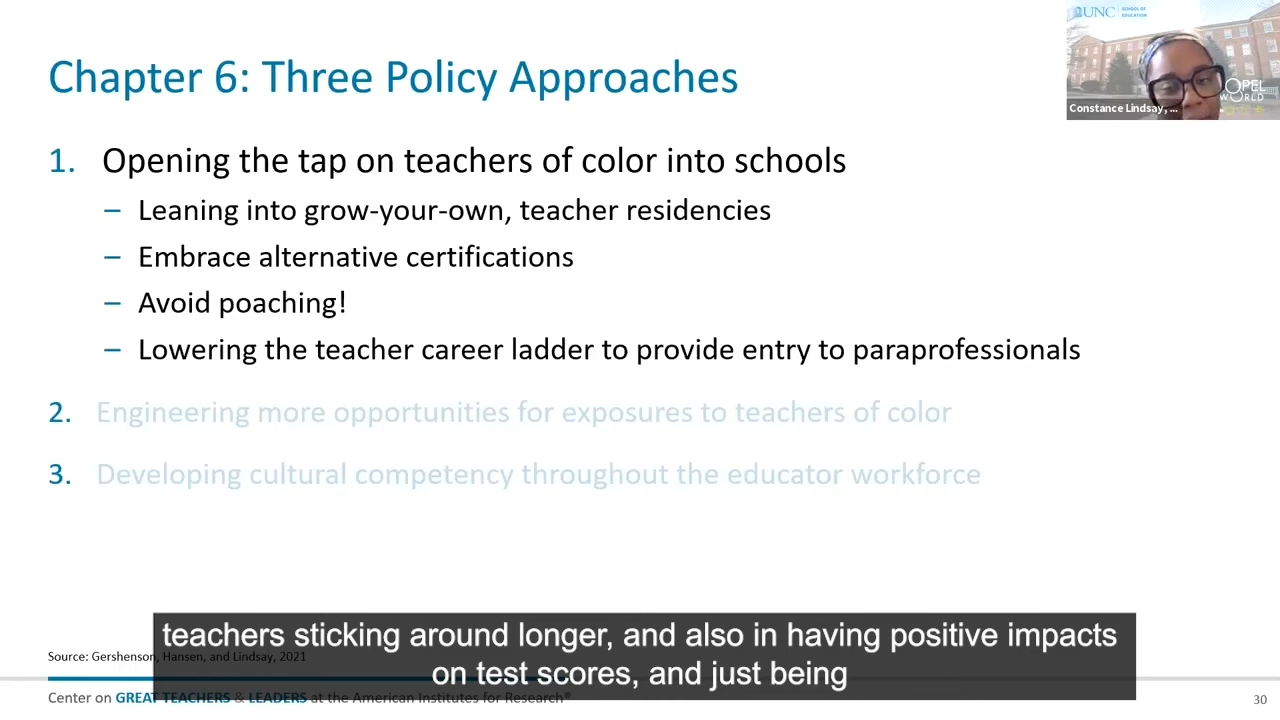 UNC SCHOOL OF
EDUCATION
OPEL
WORLD
Constance Lindsay, ...
Chapter 6: Three Policy Approaches
1. Opening the tap on teachers of color into schools
– Leaning into grow-your-own, teacher residencies
– Embrace alternative certifications
– Avoid poaching!
– Lowering the teacher career ladder to provide entry to paraprofessionals
2. Engineering more opportunities for exposures to teachers of color
3. Developing cultural competency throughout the educator workforce
teachers sticking around longer, and also in having positive impacts
on test scores, and just being
Source: Gershenson, Hansen, and Lindsay, 2021
Center on GREAT TEACHERS & LEADERS at the American Institutes for Research®
30